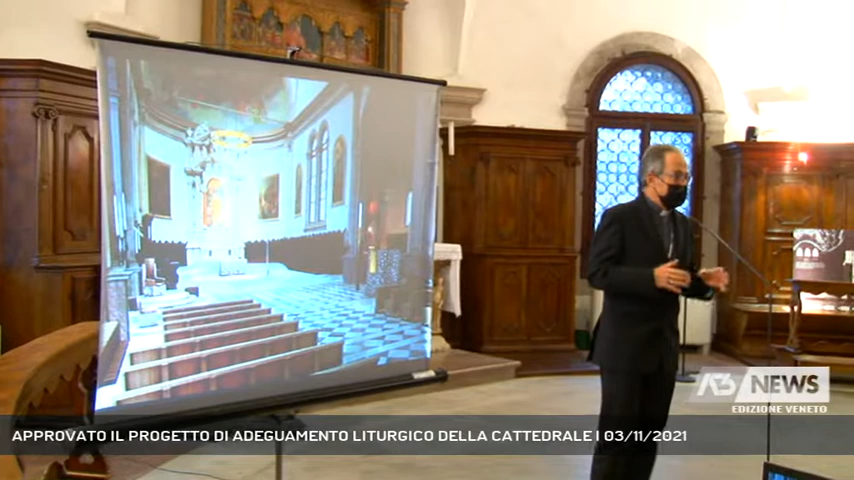 A3 NEWS
EDIZIONE VENETO
APPROVATO IL PROGETTO DI ADEGUAMENTO LITURGICO DELLA CATTEDRALE | 03/11/2021